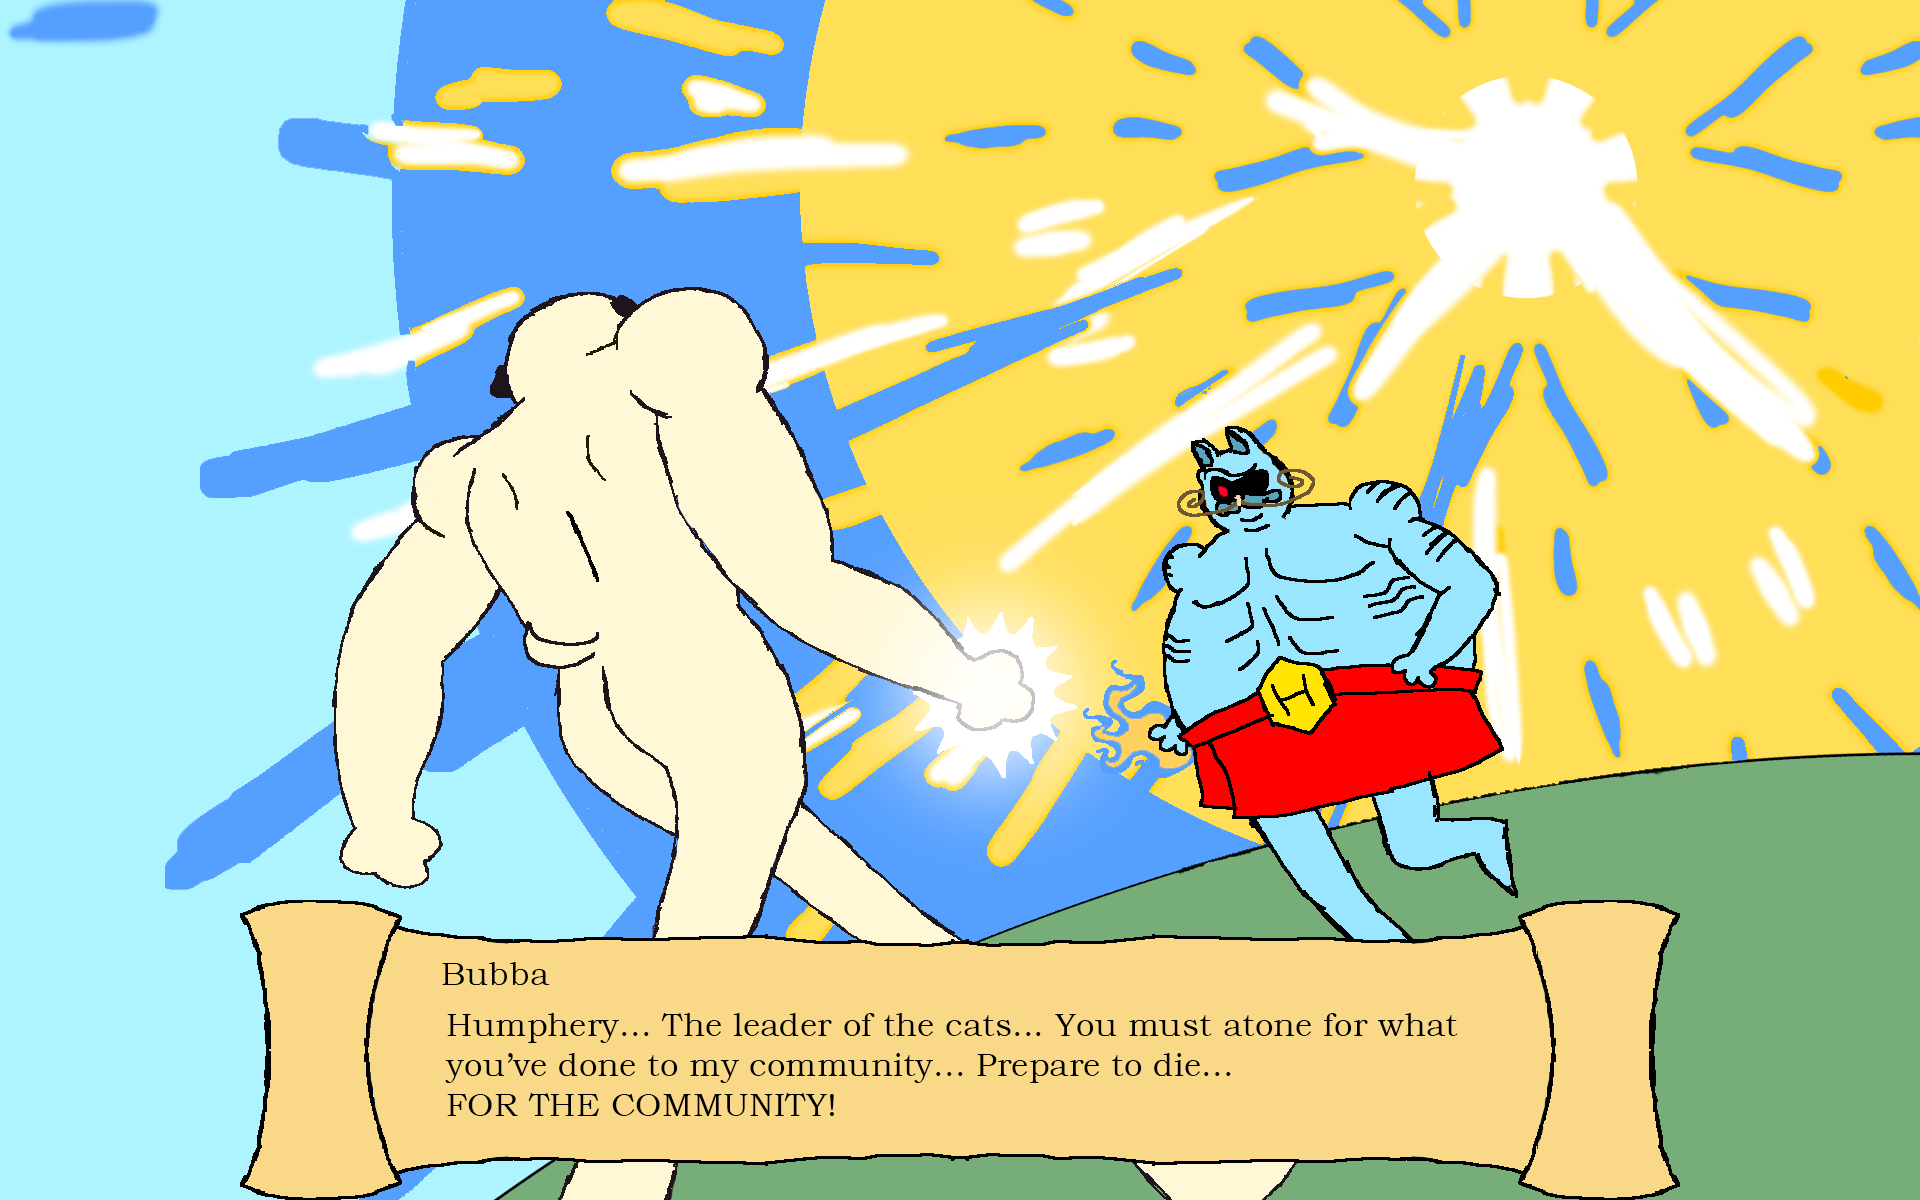 H
Bubba
Humphery... The leader of the cats... You must atone for what
you've done to my community... Prepare to die...
FOR THE COMMUNITY!